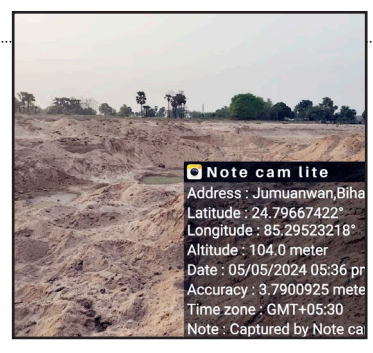 Note cam lite
Address : Jumuanwan,Biha
Latitude : 24.79667422°
Longitude : 85.29523218°
Altitude : 104.0 meter
Date : 05/05/2024 05:36 pm
Accuracy : 3.7900925 mete
Time zone : GMT+05:30
Note : Captured by Note ca